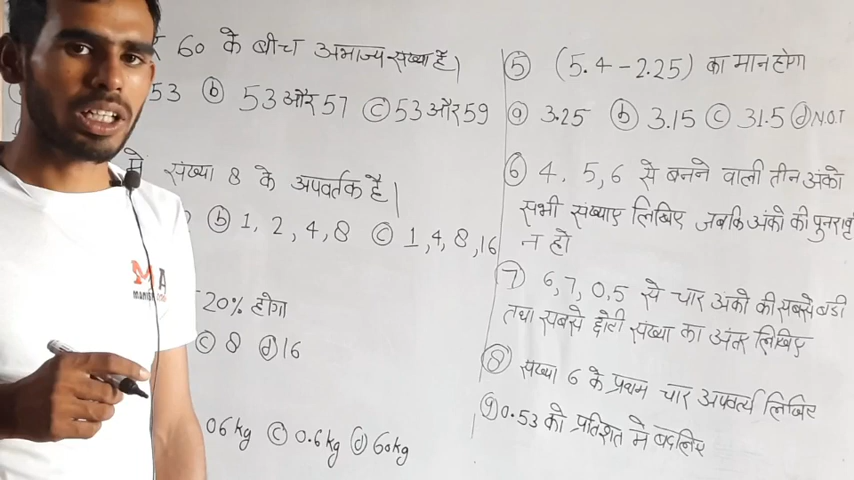 60 के बीच अभाज्य संख्या है।
53 ⓑ 53 और 57 ⓒ 53 और 59
में संख्या 8 के अपवर्तक है।
ⓑ 1, 2, 4, 8 ⓒ 1, 4, 8, 16
20% होगा
ⓒ 8 ⓓ 16
06 kg ⓒ 0.6 kg ⓓ 60 kg
⑤ (5.4 - 2.25) का मान होगा
ⓐ 3.25 ⓑ 3.15 ⓒ 31.5 ⓓ N.O.T
⑥ 4, 5, 6 से बनने वाली तीन अंको
सभी संख्याए लिखिए जबकि अंको की
न हो
⑦ 6, 7, 0, 5 से चार अंको की सबसे बडी
तथा सबसे छोटी संख्या का अंतर लिखिए
⑧ संख्या 6 के प्रथम चार अपवर्त्य लिखिए
⑨ 0.53 को प्रतिशत में बदलिए